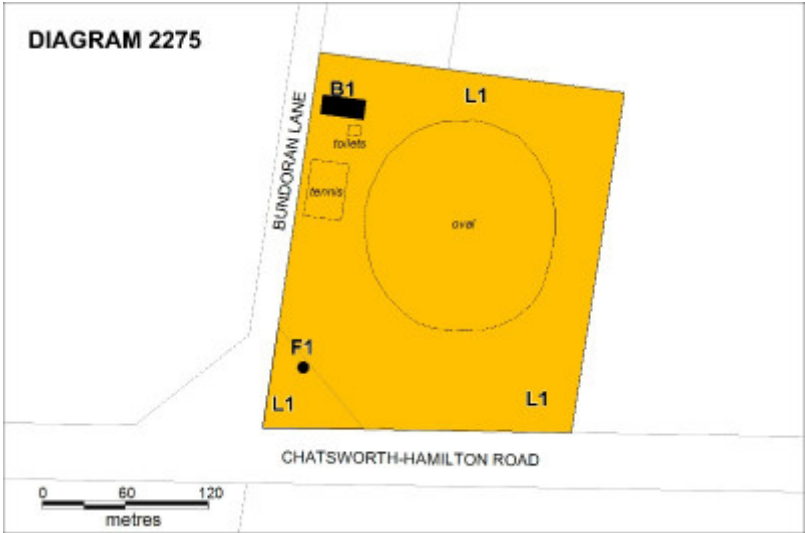 DIAGRAM 2275
B1
L1
toilets
tennis
BUNDORAN LANE
oval
F1
L1
L1
CHATSWORTH-HAMILTON ROAD
0 60 120
metres